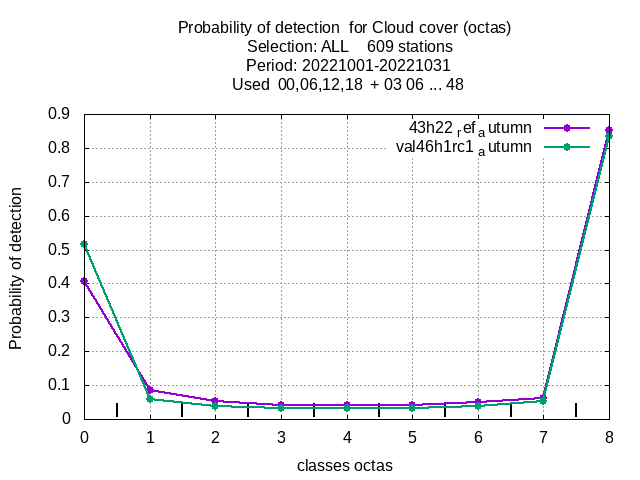 Probability of detection  for Cloud cover (octas)
Selection: ALL    609 stations
Period: 20221001-20221031
Used  00,06,12,18  + 03 06 ... 48
43h22 ref autumn
val46h1rc1 autumn
Probability of detection
0.9
0.8
0.7
0.6
0.5
0.4
0.3
0.2
0.1
0
0 1 2 3 4 5 6 7 8
classes octas